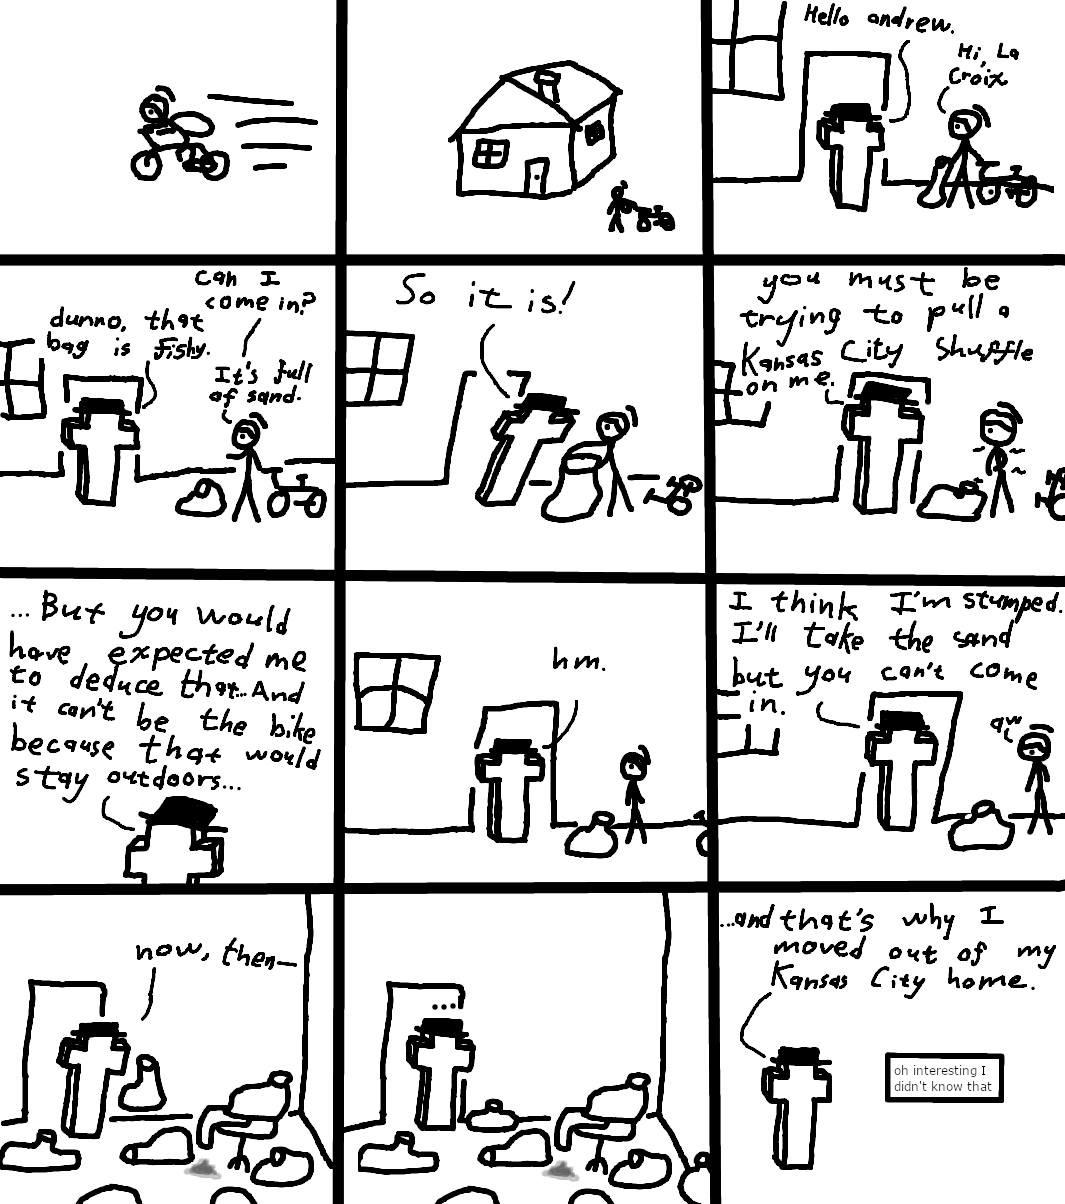 Hello andrew.
Hi, La
Croix
Can I
come in?
dunno, that
bag is fishy.
It's full
of sand.
So it is!
you must be
trying to pull a
Kansas City Shuffle
on me.
... But you would
have expected me
to deduce that... And
it can't be the bike
because that would
stay outdoors...
hm.
I think I'm stumped.
I'll take the sand
but you can't come
in.
aw
now, then—
...
...and that's why I
moved out of my
Kansas City home.
oh interesting I
didn't know that